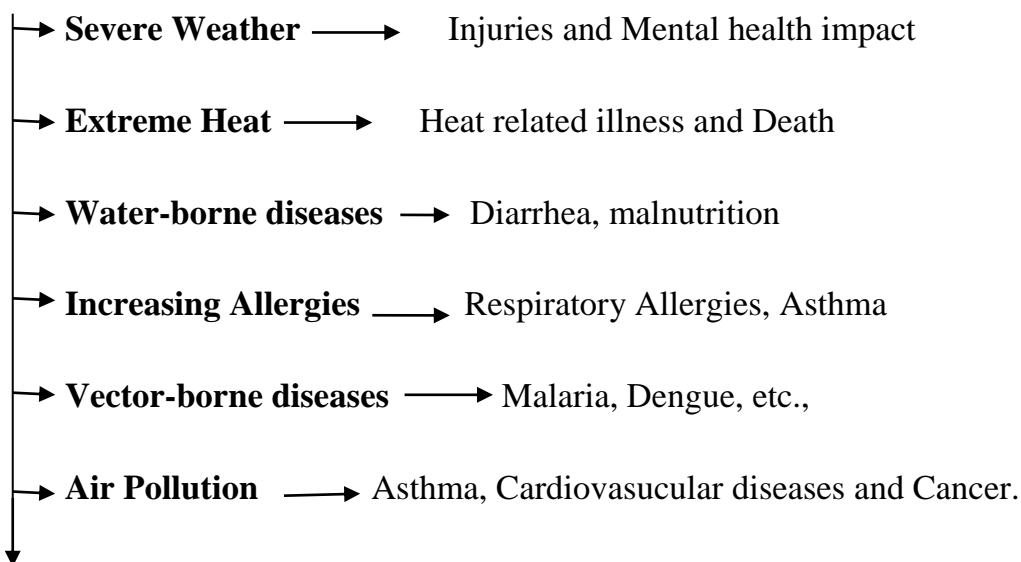 Severe Weather Injuries and Mental health impact
Extreme Heat Heat related illness and Death
Water-borne diseases Diarrhea, malnutrition
Increasing Allergies Respiratory Allergies, Asthma
Vector-borne diseases Malaria, Dengue, etc.,
Air Pollution Asthma, Cardiovasucular diseases and Cancer.